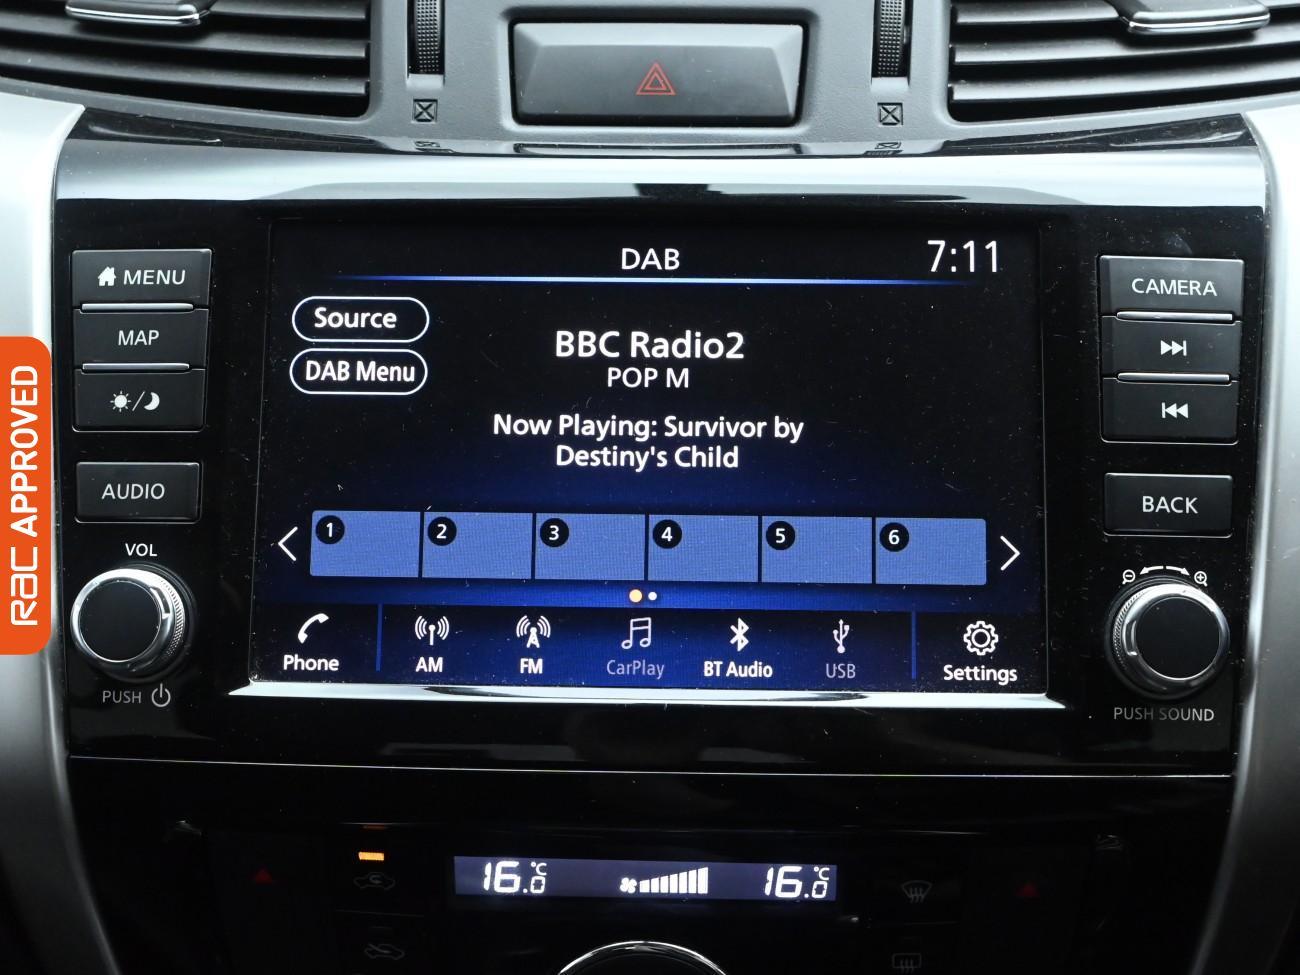 DAB
7:11
MENU
CAMERA
MAP
AUDIO
VOL
PUSH
BACK
PUSH SOUND
Source
DAB Menu
BBC Radio2
POP M
Now Playing: Survivor by
Destiny's Child
1 2 3 4 5 6
Phone
AM
FM
CarPlay
BT Audio
USB
Settings
16.0 °C
16.0 °C
RAC APPROVED